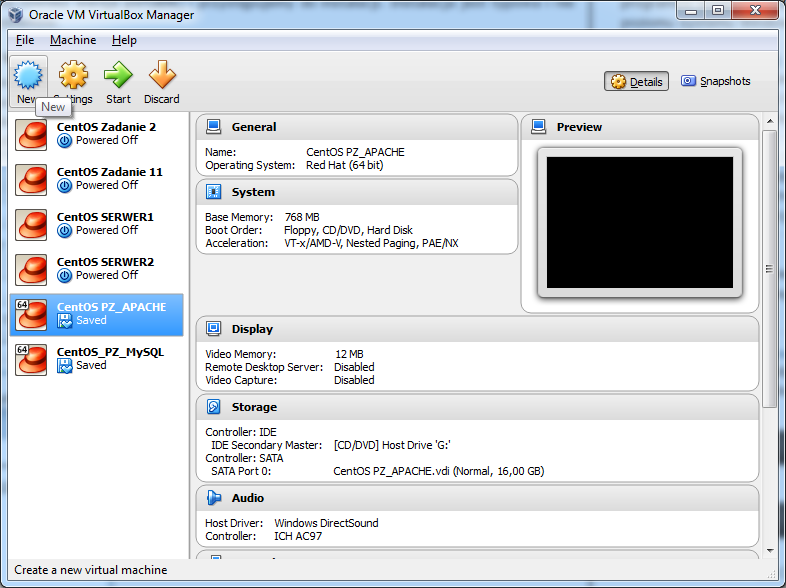 Oracle VM VirtualBox Manager
File Machine Help
New Settings Start Discard
Details Snapshots
New
CentOS Zadanie 2
Powered Off
CentOS Zadanie 11
Powered Off
CentOS SERWER1
Powered Off
CentOS SERWER2
Powered Off
64
CentOS PZ_APACHE
Saved
64
CentOS_PZ_MySQL
Saved
General
Name: CentOS PZ_APACHE
Operating System: Red Hat (64 bit)
System
Base Memory: 768 MB
Boot Order: Floppy, CD/DVD, Hard Disk
Acceleration: VT-x/AMD-V, Nested Paging, PAE/NX
Preview
Display
Video Memory: 12 MB
Remote Desktop Server: Disabled
Video Capture: Disabled
Storage
Controller: IDE
IDE Secondary Master: [CD/DVD] Host Drive 'G:'
Controller: SATA
SATA Port 0: CentOS PZ_APACHE.vdi (Normal, 16,00 GB)
Audio
Host Driver: Windows DirectSound
Controller: ICH AC97
Create a new virtual machine